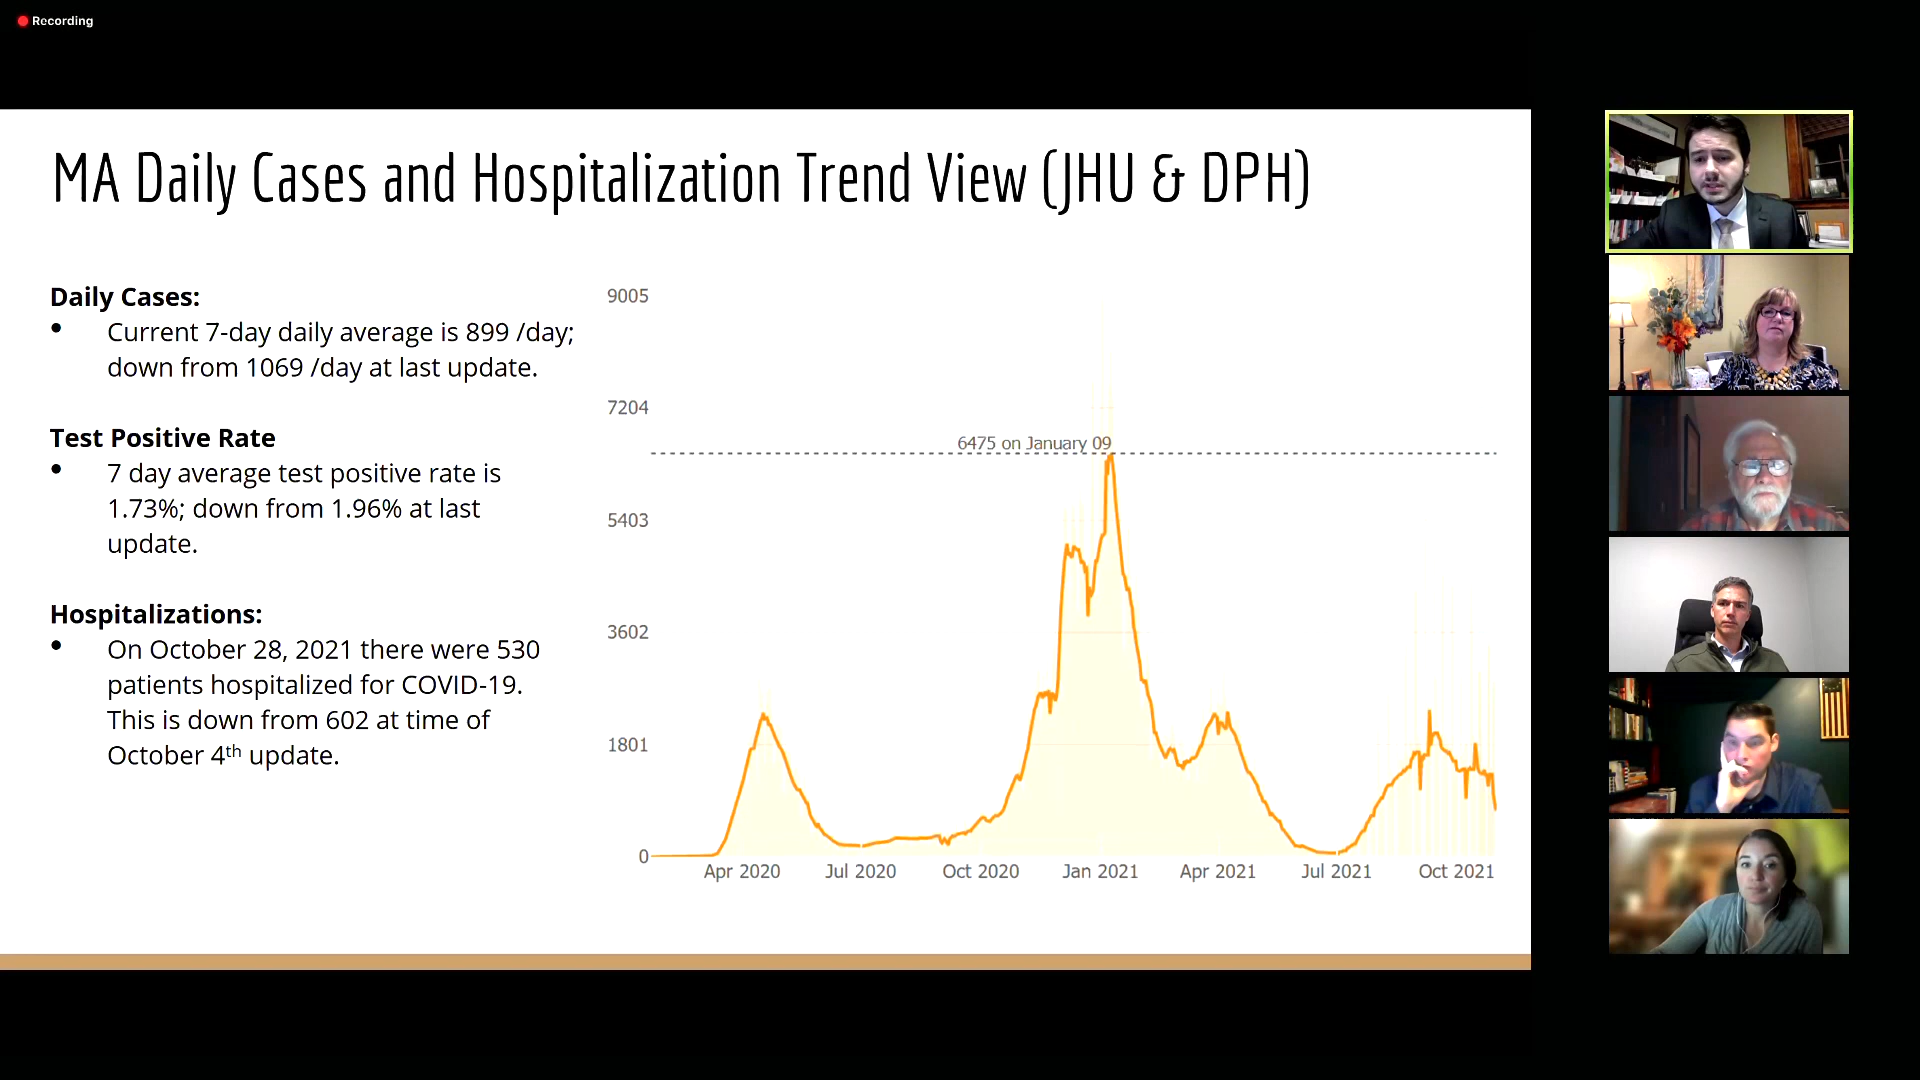 Recording
MA Daily Cases and Hospitalization Trend View (JHU & DPH)
Daily Cases:
• Current 7-day daily average is 899 /day;
down from 1069 /day at last update.
Test Positive Rate
• 7 day average test positive rate is
1.73%; down from 1.96% at last
update.
Hospitalizations:
• On October 28, 2021 there were 530
patients hospitalized for COVID-19.
This is down from 602 at time of
October 4th update.
9005
7204
6475 on January 09
5403
3602
1801
0
Apr 2020 Jul 2020 Oct 2020 Jan 2021 Apr 2021 Jul 2021 Oct 2021